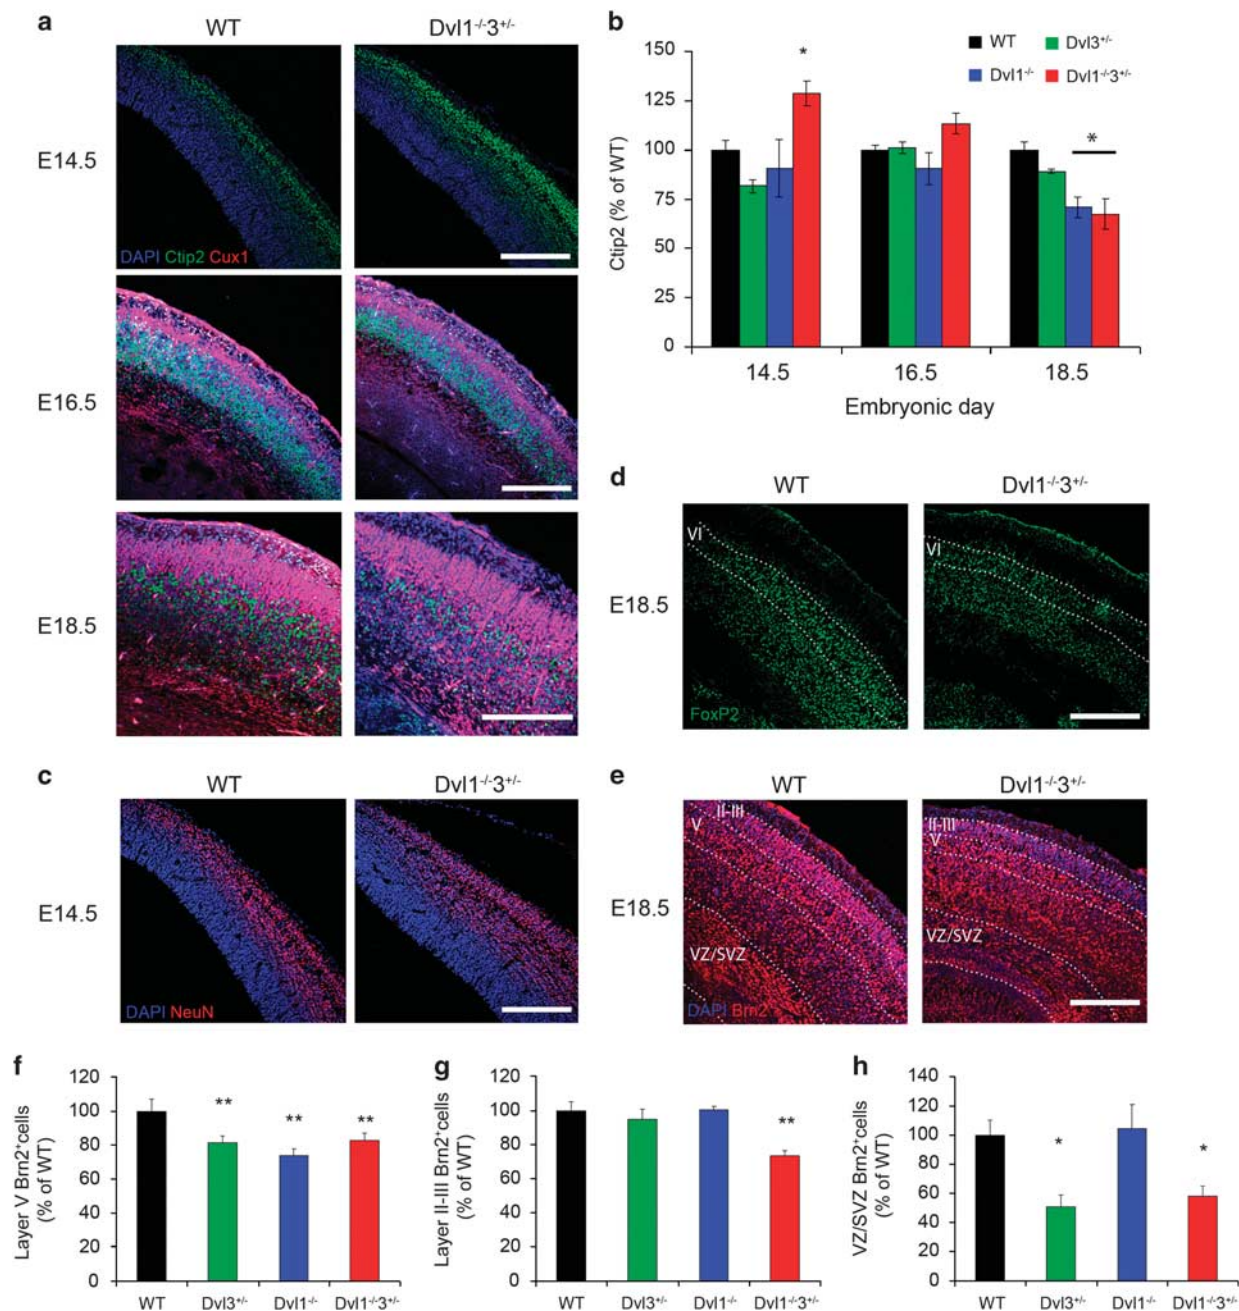 a
WT
Dvl1-/-3+/-
E14.5
DAPI Ctip2 Cux1
E16.5
E18.5
b
WT
Dvl3+/-
Dvl1-/-
Dvl1-/-3+/-
Ctip2 (% of WT)
150
125
100
75
50
25
0
*
*
14.5
16.5
18.5
Embryonic day
c
WT
Dvl1-/-3+/-
E14.5
DAPI NeuN
d
WT
Dvl1-/-3+/-
E18.5
VI
VI
FoxP2
e
WT
Dvl1-/-3+/-
E18.5
II-III
V
VZ/SVZ
DAPI Brn2
II-III
V
VZ/SVZ
f
Layer V Brn2+cells
(% of WT)
120
100
80
60
40
20
0
**
**
**
WT
Dvl3+/-
Dvl1-/-
Dvl1-/-3+/-
g
Layer II-III Brn2+cells
(% of WT)
120
100
80
60
40
20
0
**
WT
Dvl3+/-
Dvl1-/-
Dvl1-/-3+/-
h
VZ/SVZ Brn2+cells
(% of WT)
140
120
100
80
60
40
20
0
*
*
WT
Dvl3+/-
Dvl1-/-
Dvl1-/-3+/-